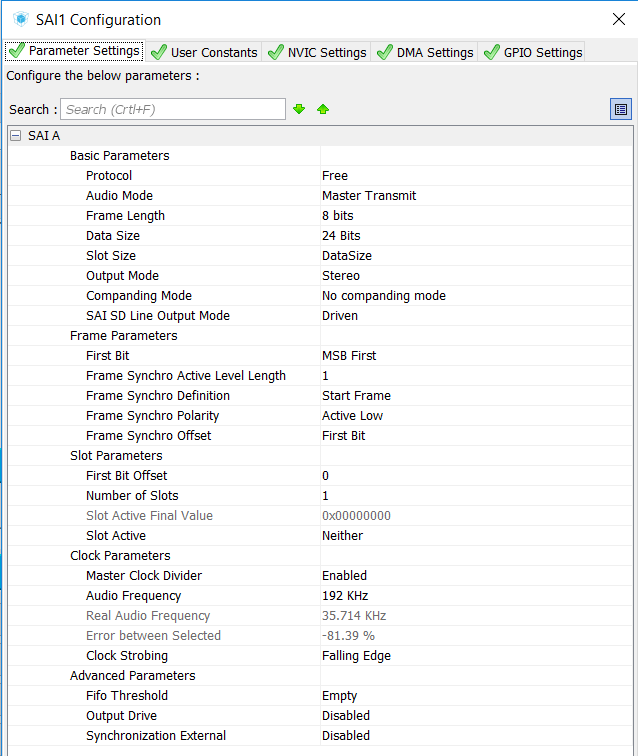 SAI1 Configuration
Parameter Settings User Constants NVIC Settings DMA Settings GPIO Settings
Configure the below parameters :
Search : Search (Crtl+F)
SAI A
Basic Parameters
Protocol Free
Audio Mode Master Transmit
Frame Length 8 bits
Data Size 24 Bits
Slot Size DataSize
Output Mode Stereo
Companding Mode No companding mode
SAI SD Line Output Mode Driven
Frame Parameters
First Bit MSB First
Frame Synchro Active Level Length 1
Frame Synchro Definition Start Frame
Frame Synchro Polarity Active Low
Frame Synchro Offset First Bit
Slot Parameters
First Bit Offset 0
Number of Slots 1
Slot Active Final Value 0x00000000
Slot Active Neither
Clock Parameters
Master Clock Divider Enabled
Audio Frequency 192 KHz
Real Audio Frequency 35.714 KHz
Error between Selected -81.39 %
Clock Strobing Falling Edge
Advanced Parameters
Fifo Threshold Empty
Output Drive Disabled
Synchronization External Disabled